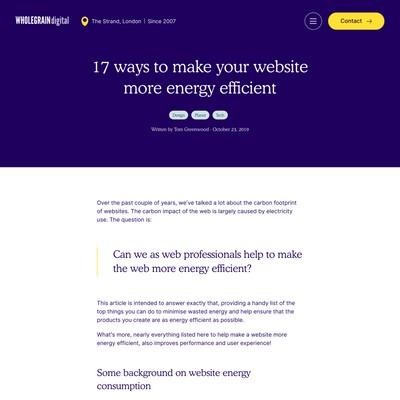 WHOLEGRAIN digital
The Strand, London | Since 2007
Contact →
17 ways to make your website
more energy efficient
Design Planet Tech
Written by Tom Greenwood - October 23, 2019
Over the past couple of years, we've talked a lot about the carbon footprint
of websites. The carbon impact of the web is largely caused by electricity
use. The question is:
Can we as web professionals help to make
the web more energy efficient?
This article is intended to answer exactly that, providing a handy list of the
top things you can do to minimise wasted energy and help ensure that the
products you create are as energy efficient as possible.
What's more, nearly everything listed here to help make a website more
energy efficient, also improves performance and user experience!
Some background on website energy
consumption